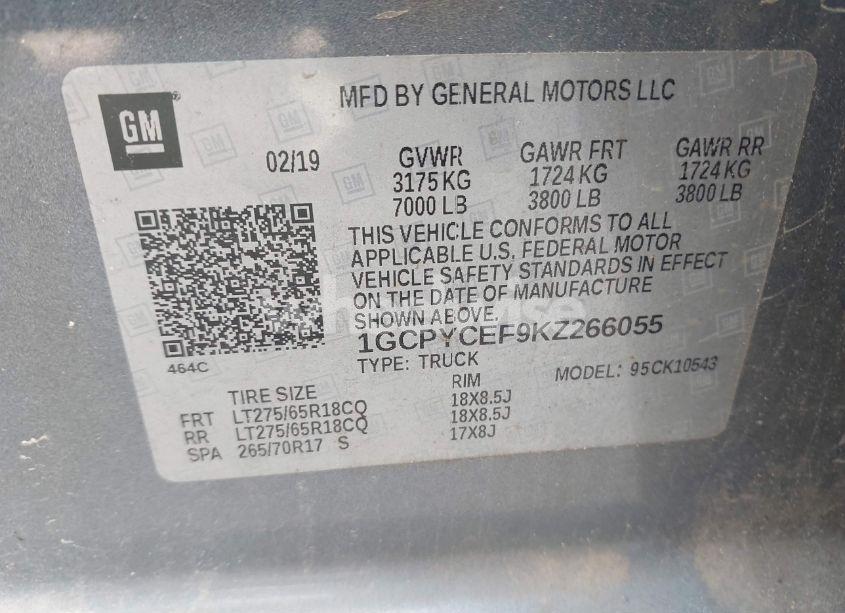 GM
MFD BY GENERAL MOTORS LLC
02/19
GVWR
3175 KG
7000 LB
GAWR FRT
1724 KG
3800 LB
GAWR RR
1724 KG
3800 LB
THIS VEHICLE CONFORMS TO ALL
APPLICABLE U.S. FEDERAL MOTOR
VEHICLE SAFETY STANDARDS IN EFFECT
ON THE DATE OF MANUFACTURE
SHOWN ABOVE.
1GCPYCEF9KZ266055
TYPE: TRUCK
MODEL: 95CK10543
464C
TIRE SIZE RIM
FRT LT275/65R18CQ 18X8.5J
RR LT275/65R18CQ 18X8.5J
SPA 265/70R17 S 17X8J